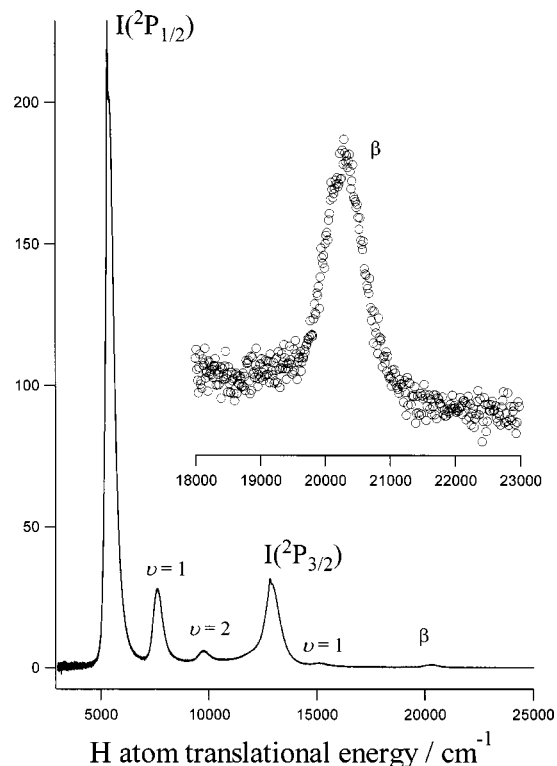 I(²P₁/₂)
200
150
100
50
0
β
18000 19000 20000 21000 22000 23000
I(²P₃/₂)
υ = 1
υ = 2
υ = 1
β
5000 10000 15000 20000 25000
H atom translational energy / cm⁻¹